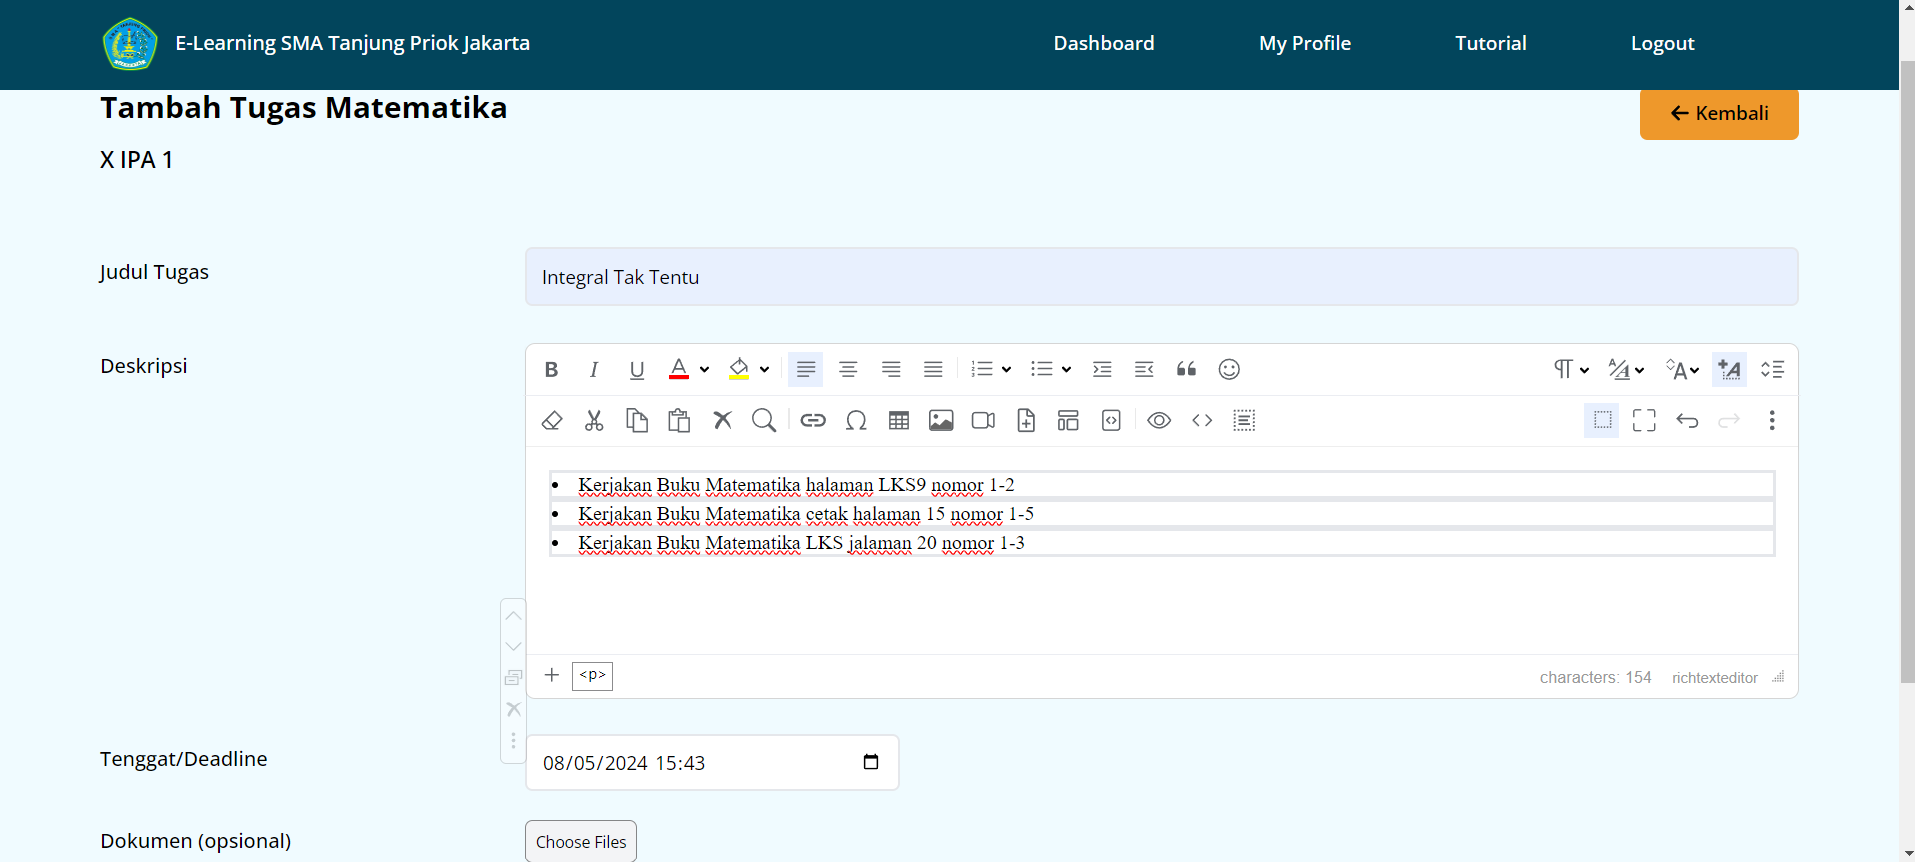 E-Learning SMA Tanjung Priok Jakarta
Dashboard
My Profile
Tutorial
Logout
Tambah Tugas Matematika
← Kembali
X IPA 1
Judul Tugas
Integral Tak Tentu
Deskripsi
• Kerjakan Buku Matematika halaman LKS9 nomor 1-2
• Kerjakan Buku Matematika cetak halaman 15 nomor 1-5
• Kerjakan Buku Matematika LKS jalaman 20 nomor 1-3
+ <p>
characters: 154
richtexteditor
Tenggat/Deadline
08/05/2024 15:43
Dokumen (opsional)
Choose Files